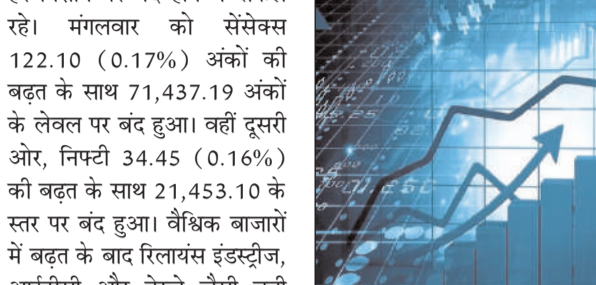 रहे। मंगलवार को सेंसेक्स
122.10 (0.17%) अंकों की
बढ़त के साथ 71,437.19 अंकों
के लेवल पर बंद हुआ। वहीं दूसरी
ओर, निफ्टी 34.45 (0.16%)
की बढ़त के साथ 21,453.10 के
स्तर पर बंद हुआ। वैश्विक बाजारों
में बढ़त के बाद रिलायंस इंडस्ट्रीज,